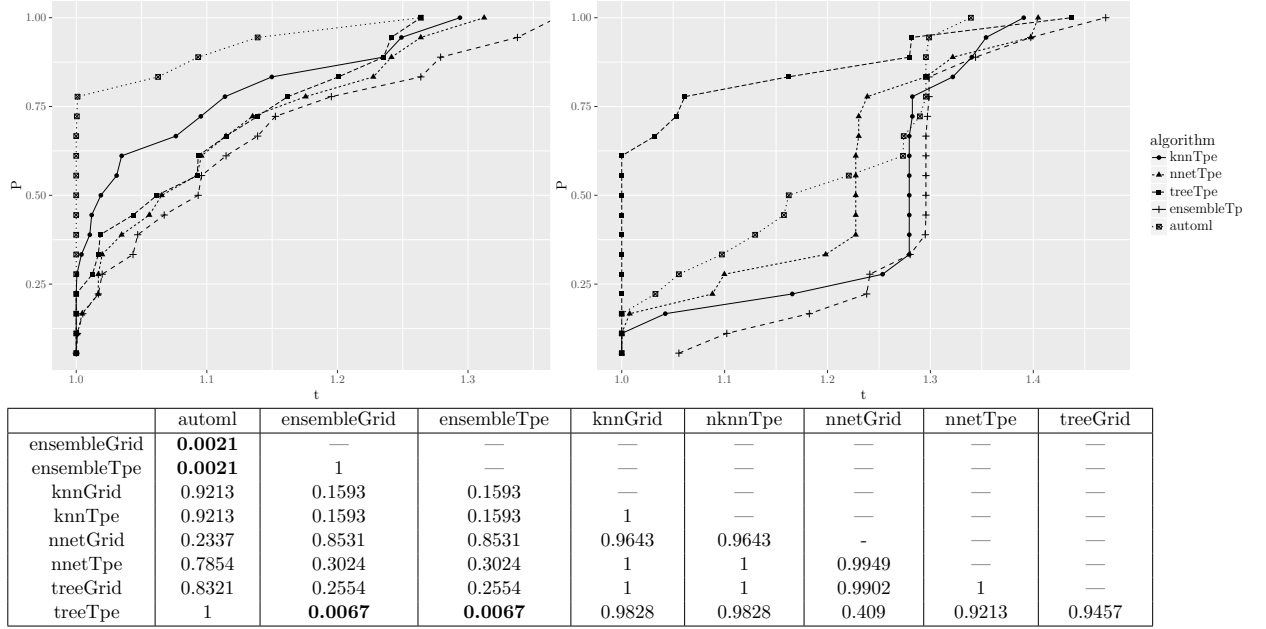 1.00
0.75
0.50
0.25
P
1.0 1.1 1.2 1.3
t
1.00
0.75
0.50
0.25
P
1.0 1.1 1.2 1.3 1.4
t
algorithm
knnTpe
nnetTpe
treeTpe
ensembleTp
automl
automl ensembleGrid ensembleTpe knnGrid nknnTpe nnetGrid nnetTpe treeGrid
ensembleGrid 0.0021 — — — — — — —
ensembleTpe 0.0021 1 — — — — — —
knnGrid 0.9213 0.1593 0.1593 — — — — —
knnTpe 0.9213 0.1593 0.1593 1 — — — —
nnetGrid 0.2337 0.8531 0.8531 0.9643 0.9643 - — —
nnetTpe 0.7854 0.3024 0.3024 1 1 0.9949 — —
treeGrid 0.8321 0.2554 0.2554 1 1 0.9902 1 —
treeTpe 1 0.0067 0.0067 0.9828 0.9828 0.409 0.9213 0.9457